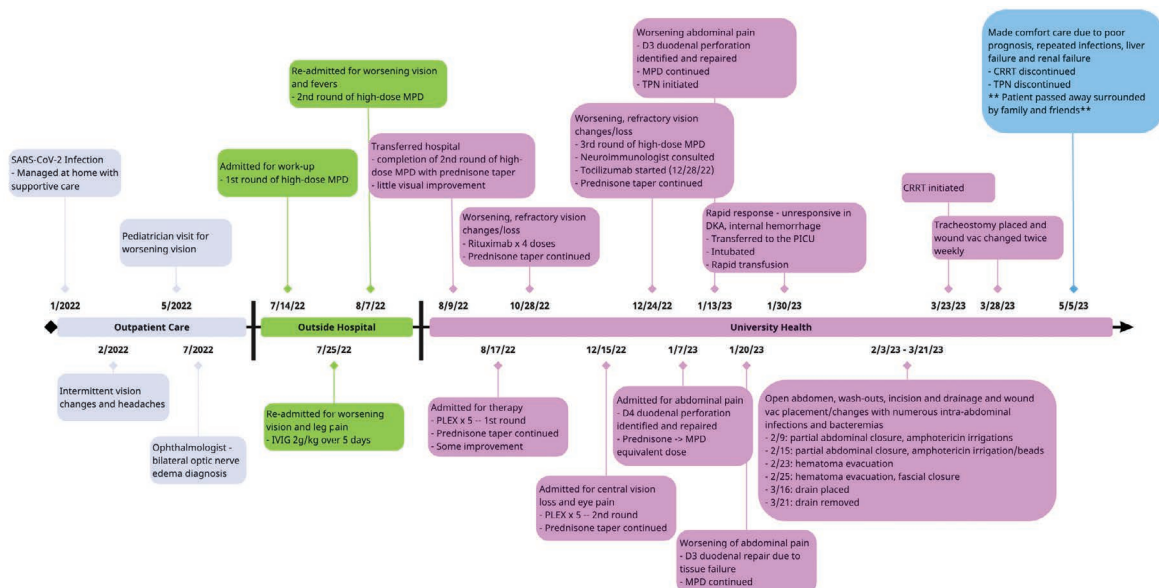 Made comfort care due to poor
prognosis, repeated infections, liver
failure and renal failure
- CRRT discontinued
- TPN discontinued
** Patient passed away surrounded
by family and friends**
Worsening abdominal pain
- D3 duodenal perforation
identified and repaired
- MPD continued
- TPN initiated
Re-admitted for worsening vision
and fevers
- 2nd round of high-dose MPD
SARS-CoV-2 Infection
- Managed at home with
supportive care
Admitted for work-up
- 1st round of high-dose MPD
Transferred hospital
- completion of 2nd round of high-
dose MPD with prednisone taper
- little visual improvement
Worsening, refractory vision
changes/loss
- 3rd round of high-dose MPD
- Neuroimmunologist consulted
- Tocilizumab started (12/28/22)
- Prednisone taper continued
Pediatrician visit for
worsening vision
Worsening, refractory vision
changes/loss
- Rituximab x 4 doses
- Prednisone taper continued
Rapid response - unresponsive in
DKA, internal hemorrhage
- Transferred to the PICU
- Intubated
- Rapid transfusion
CRRT initiated
Tracheostomy placed and
wound vac changed twice
weekly
1/2022
5/2022
7/14/22
8/7/22
8/9/22
10/28/22
12/24/22
1/13/23
1/30/23
3/23/23
3/28/23
5/5/23
Outpatient Care
Outside Hospital
University Health
2/2022
7/2022
7/25/22
8/17/22
12/15/22
1/7/23
1/20/23
2/3/23 - 3/21/23
Intermittent vision
changes and headaches
Ophthalmologist -
bilateral optic nerve
edema diagnosis
Re-admitted for worsening
vision and leg pain
- IVIG 2g/kg over 5 days
Admitted for therapy
- PLEX x 5 -- 1st round
- Prednisone taper continued
- Some improvement
Admitted for central vision
loss and eye pain
- PLEX x 5 -- 2nd round
- Prednisone taper continued
Admitted for abdominal pain
- D4 duodenal perforation
identified and repaired
- Prednisone -> MPD
equivalent dose
Worsening of abdominal pain
- D3 duodenal repair due to
tissue failure
- MPD continued
Open abdomen, wash-outs, incision and drainage and wound
vac placement/changes with numerous intra-abdominal
infections and bacteremias
- 2/9: partial abdominal closure, amphotericin irrigations
- 2/15: partial abdominal closure, amphotericin irrigation/beads
- 2/23: hematoma evacuation
- 2/25: hematoma evacuation, fascial closure
- 3/16: drain placed
- 3/21: drain removed